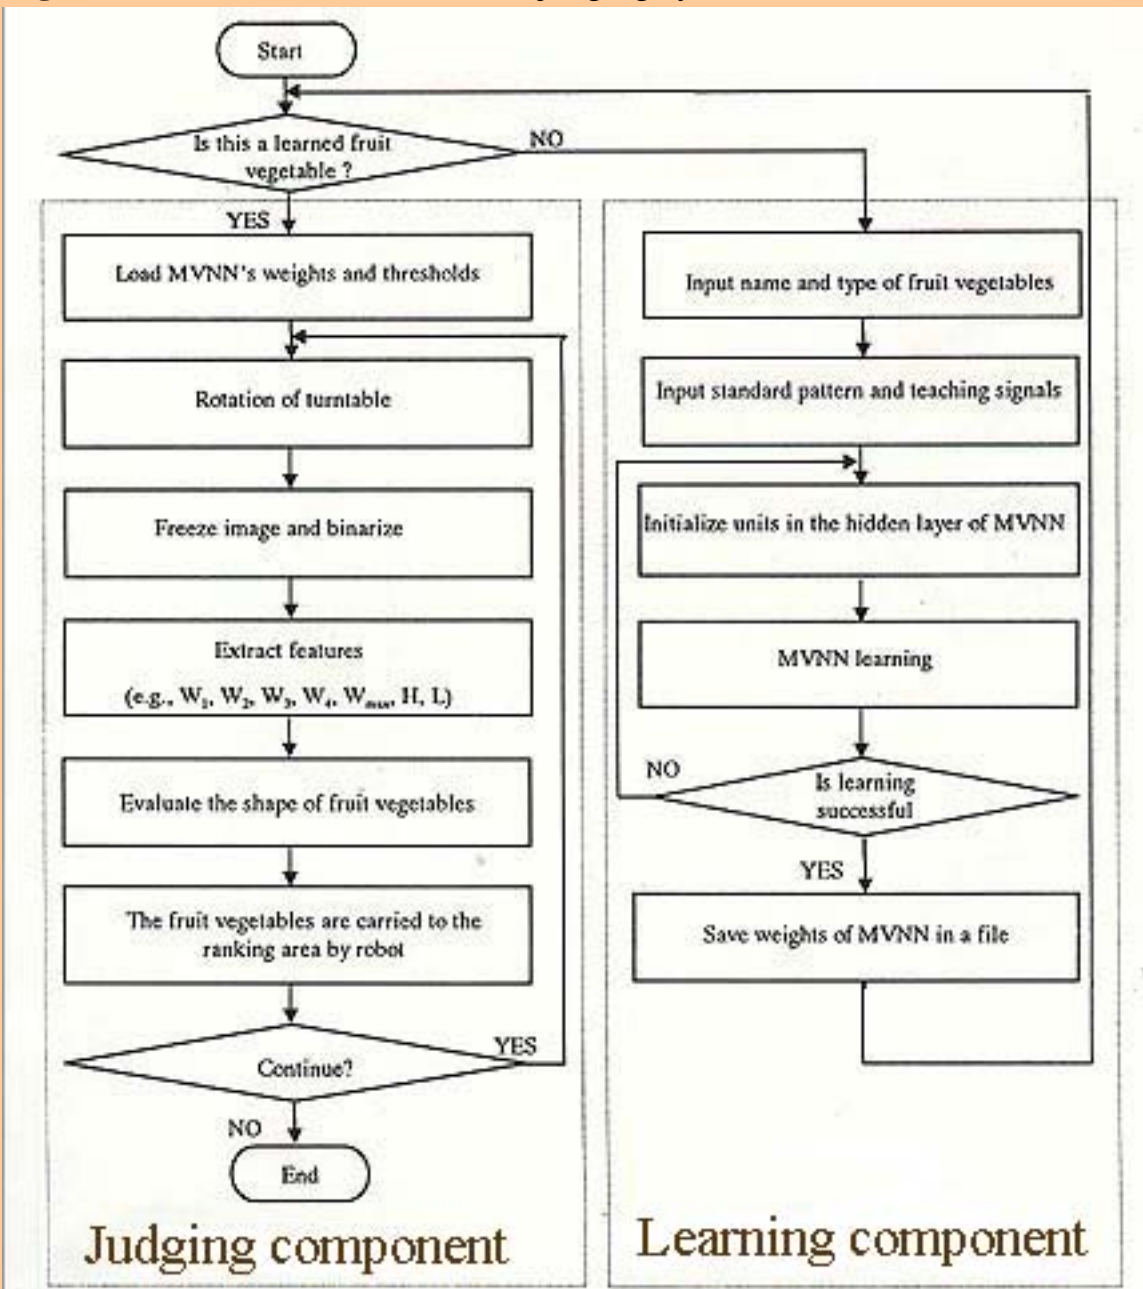 Start
Is this a learned fruit
vegetable ?
NO
YES
Load MVNN's weights and thresholds
Rotation of turntable
Freeze image and binarize
Extract features
(e.g., W₁, W₂, W₃, W₄, Wmax, H, L)
Evaluate the shape of fruit vegetables
The fruit vegetables are carried to the
ranking area by robot
Continue?
YES
NO
End
Judging component
Input name and type of fruit vegetables
Input standard pattern and teaching signals
Initialize units in the hidden layer of MVNN
MVNN learning
Is learning
successful
NO
YES
Save weights of MVNN in a file
Learning component